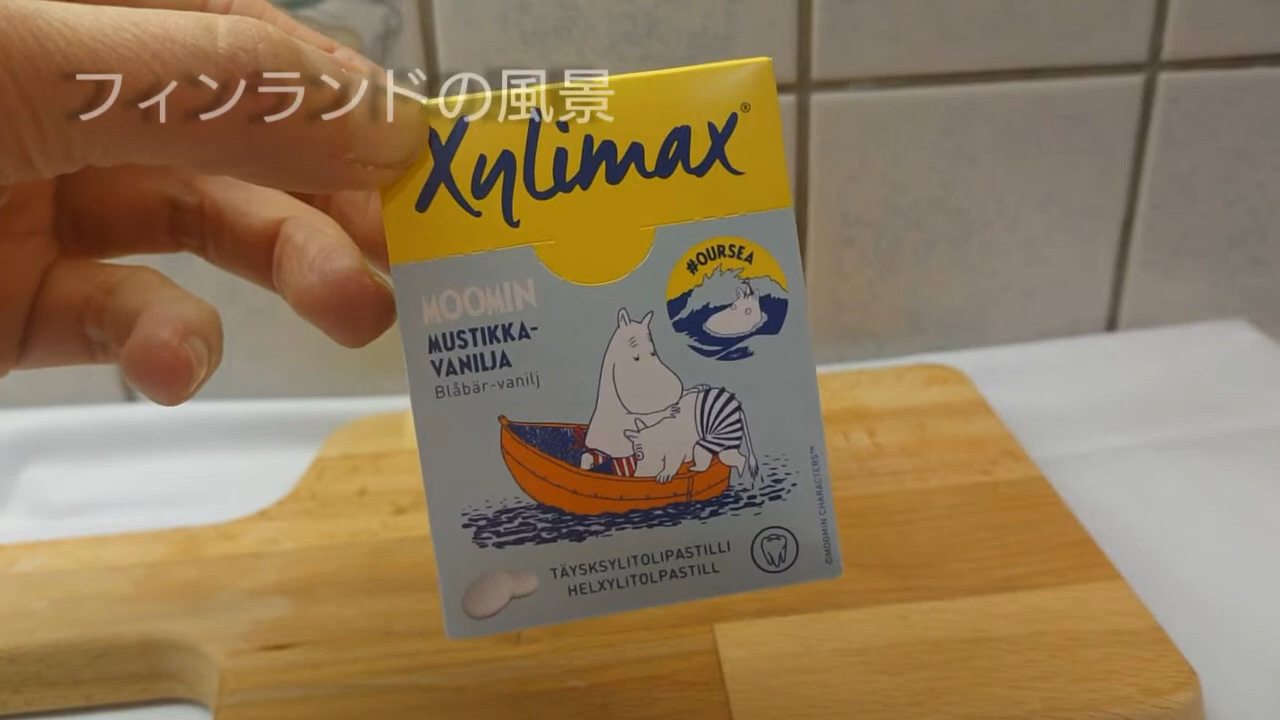 フィンランドの風景
Xylimax®
#OURSEA
MOOMIN
MUSTIKKA-
VANILJA
Blåbär-vanilj
TÄYSKSYLITOLIPASTILLI
HELXYLITOLPASTILL
©MOOMIN CHARACTERS™